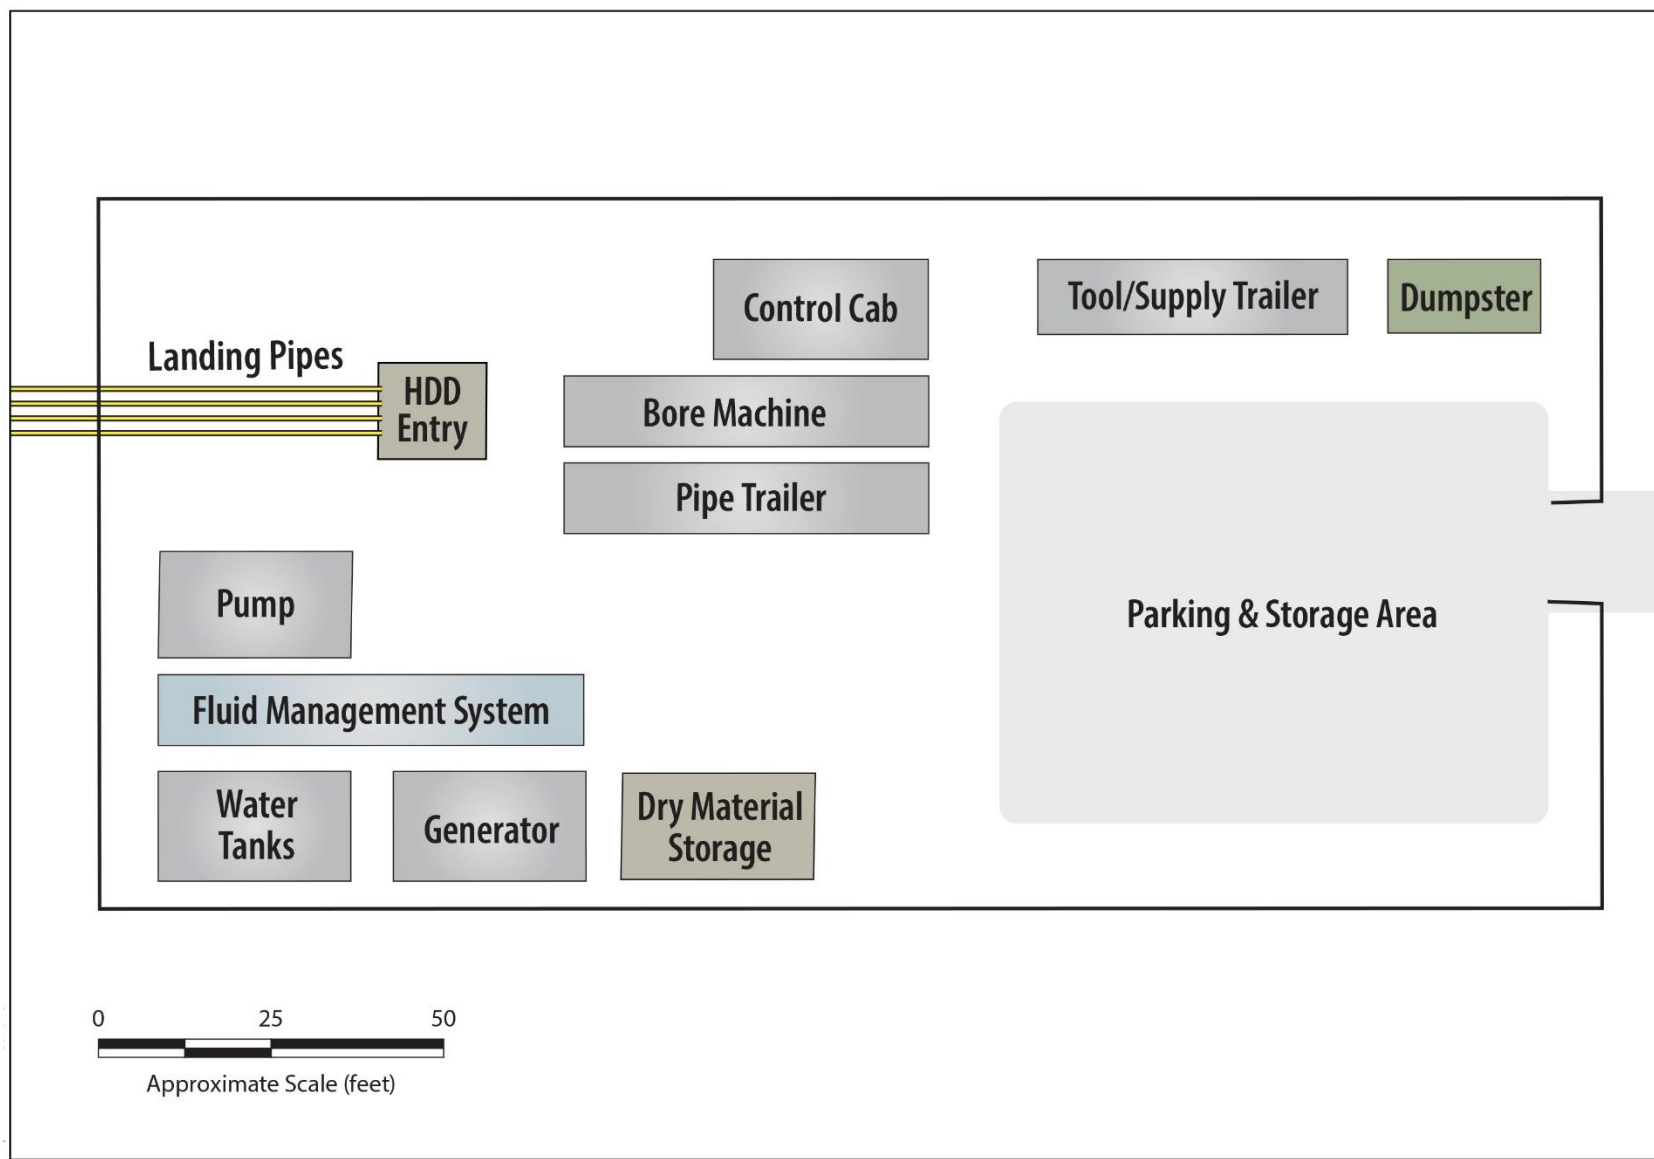 Control Cab
Tool/Supply Trailer
Dumpster
Landing Pipes
HDD
Entry
Bore Machine
Pipe Trailer
Pump
Parking & Storage Area
Fluid Management System
Water
Tanks
Generator
Dry Material
Storage
0 25 50
Approximate Scale (feet)